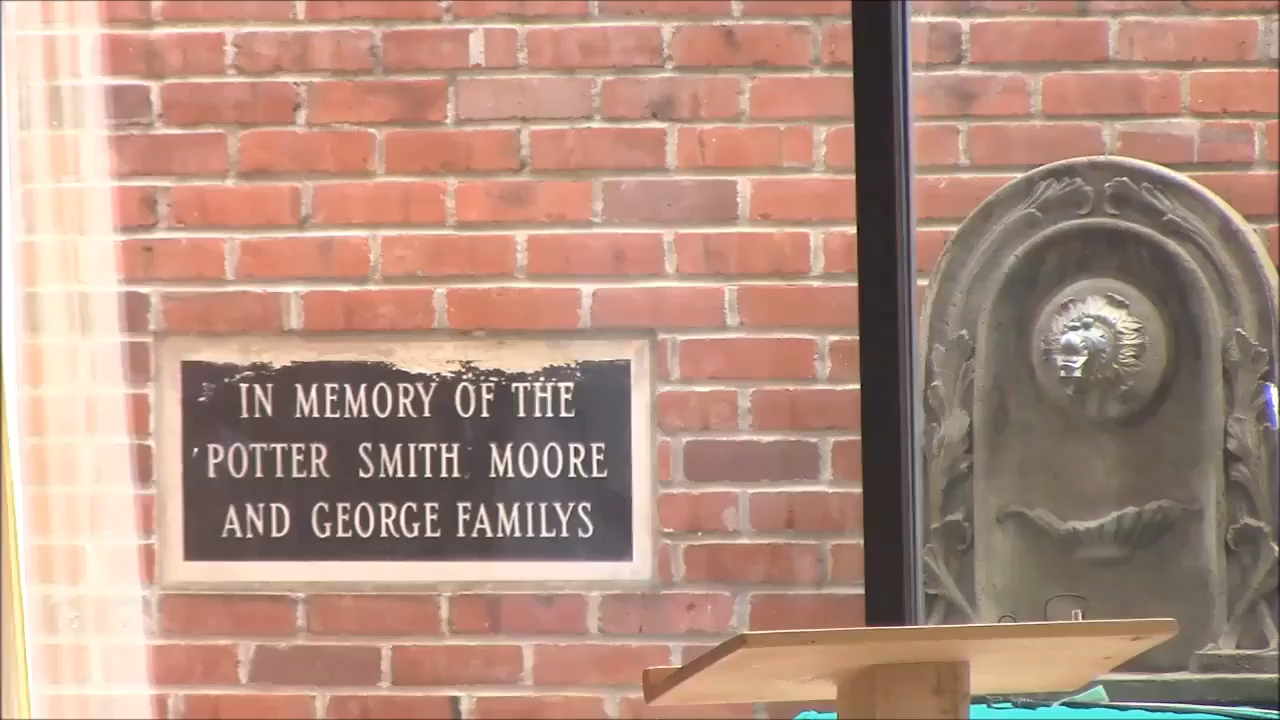 IN MEMORY OF THE
POTTER SMITH MOORE
AND GEORGE FAMILYS